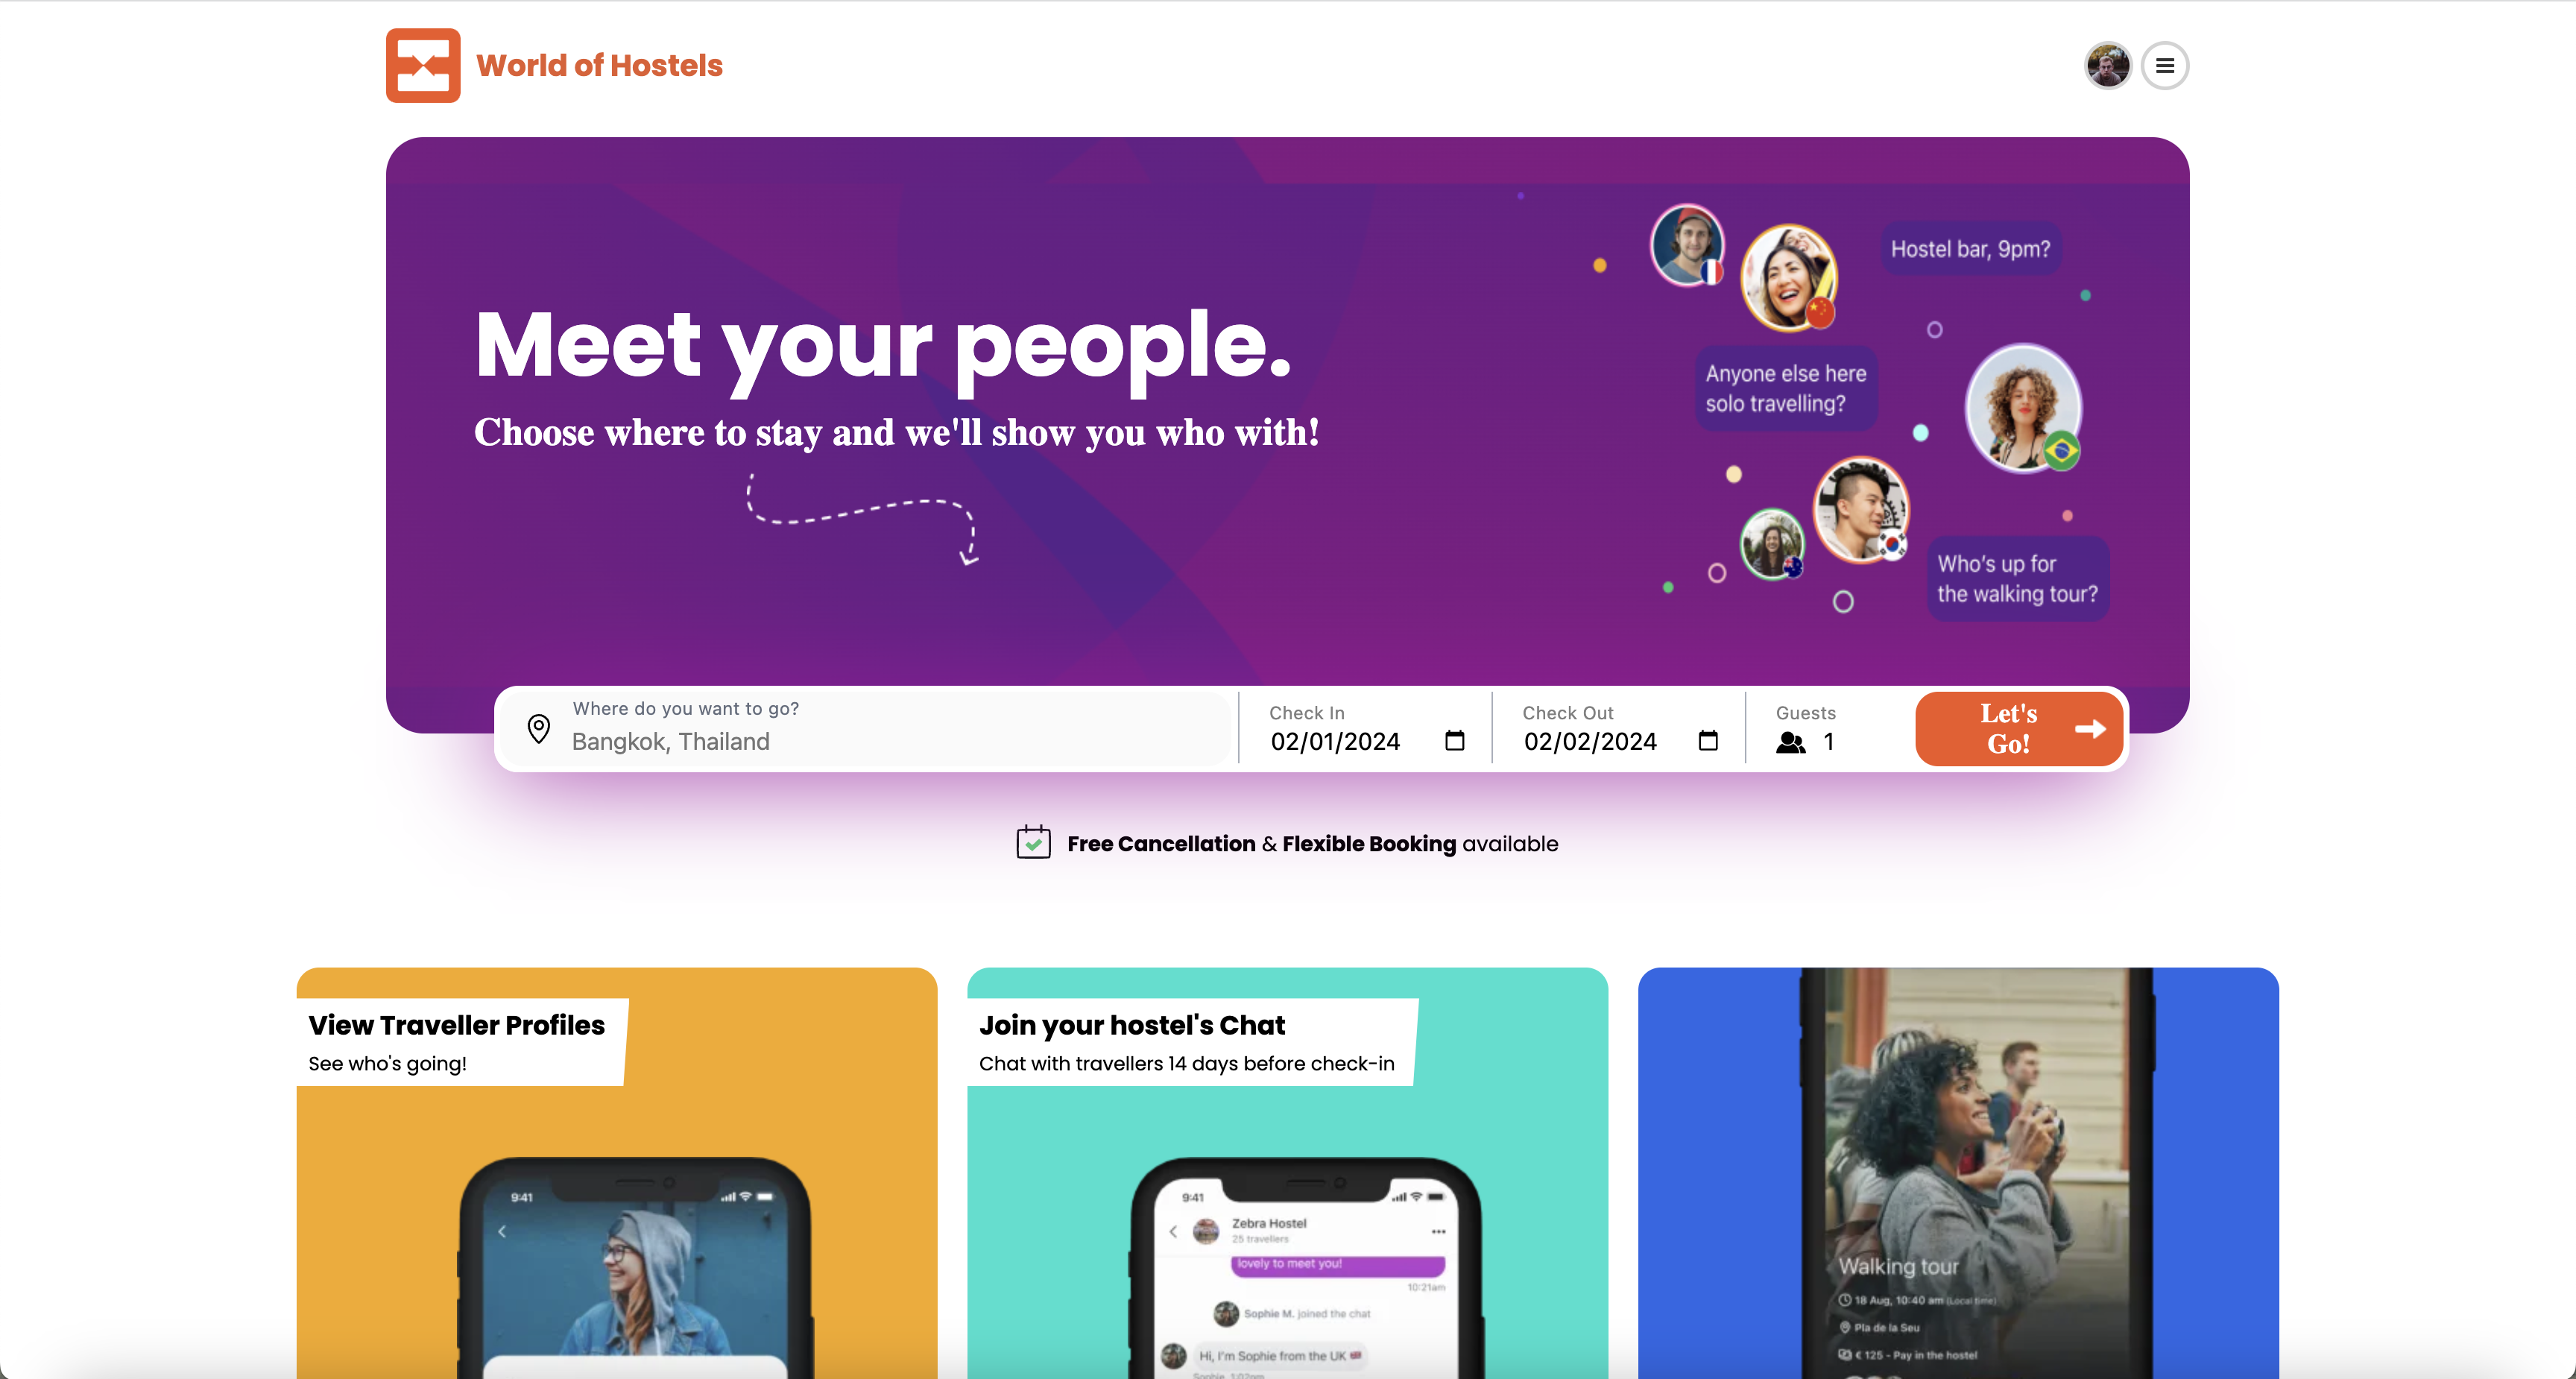 World of Hostels
Meet your people.
Choose where to stay and we'll show you who with!
Hostel bar, 9pm?
Anyone else here
solo travelling?
Who's up for
the walking tour?
Where do you want to go?
Bangkok, Thailand
Check In
02/01/2024
Check Out
02/02/2024
Guests
1
Let's
Go!
Free Cancellation & Flexible Booking available
View Traveller Profiles
See who's going!
9:41
Join your hostel's Chat
Chat with travellers 14 days before check-in
9:41
Zebra Hostel
25 travellers
lovely to meet you!
10:21am
Sophie M. joined the chat
Hi, I'm Sophie from the UK
Sophie, 1:02pm
Walking tour
18 Aug, 10:40 am (Local time)
Pla de la Seu
€ 125 - Pay in the hostel